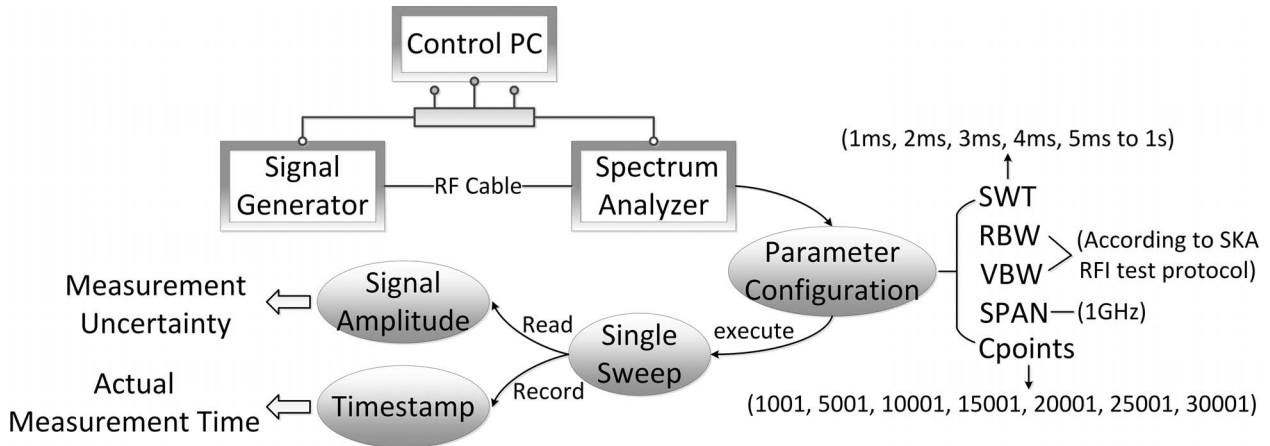 Control PC
Signal
Generator
RF Cable
Spectrum
Analyzer
(1ms, 2ms, 3ms, 4ms, 5ms to 1s)
SWT
RBW
VBW
(According to SKA
RFI test protocol)
SPAN
(1GHz)
Cpoints
(1001, 5001, 10001, 15001, 20001, 25001, 30001)
Parameter
Configuration
execute
Single
Sweep
Read
Record
Signal
Amplitude
Timestamp
Measurement
Uncertainty
Actual
Measurement Time